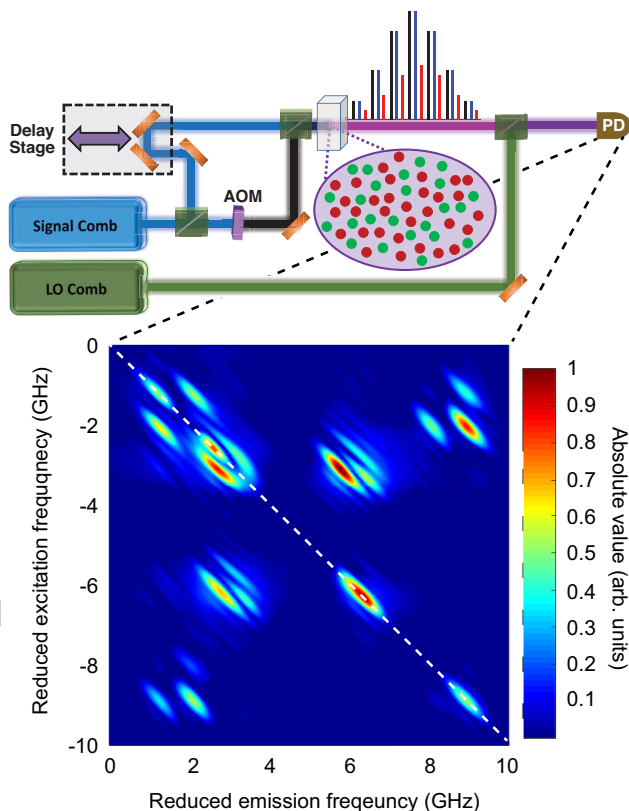 PD
Delay
Stage
AOM
Signal Comb
LO Comb
0
-2
-4
-6
-8
-10
Reduced excitation frequqnecy (GHz)
0
2
4
6
8
10
Reduced emission freqeuncy (GHz)
1
0.9
0.8
0.7
0.6
0.5
0.4
0.3
0.2
0.1
Absolute value (arb. units)